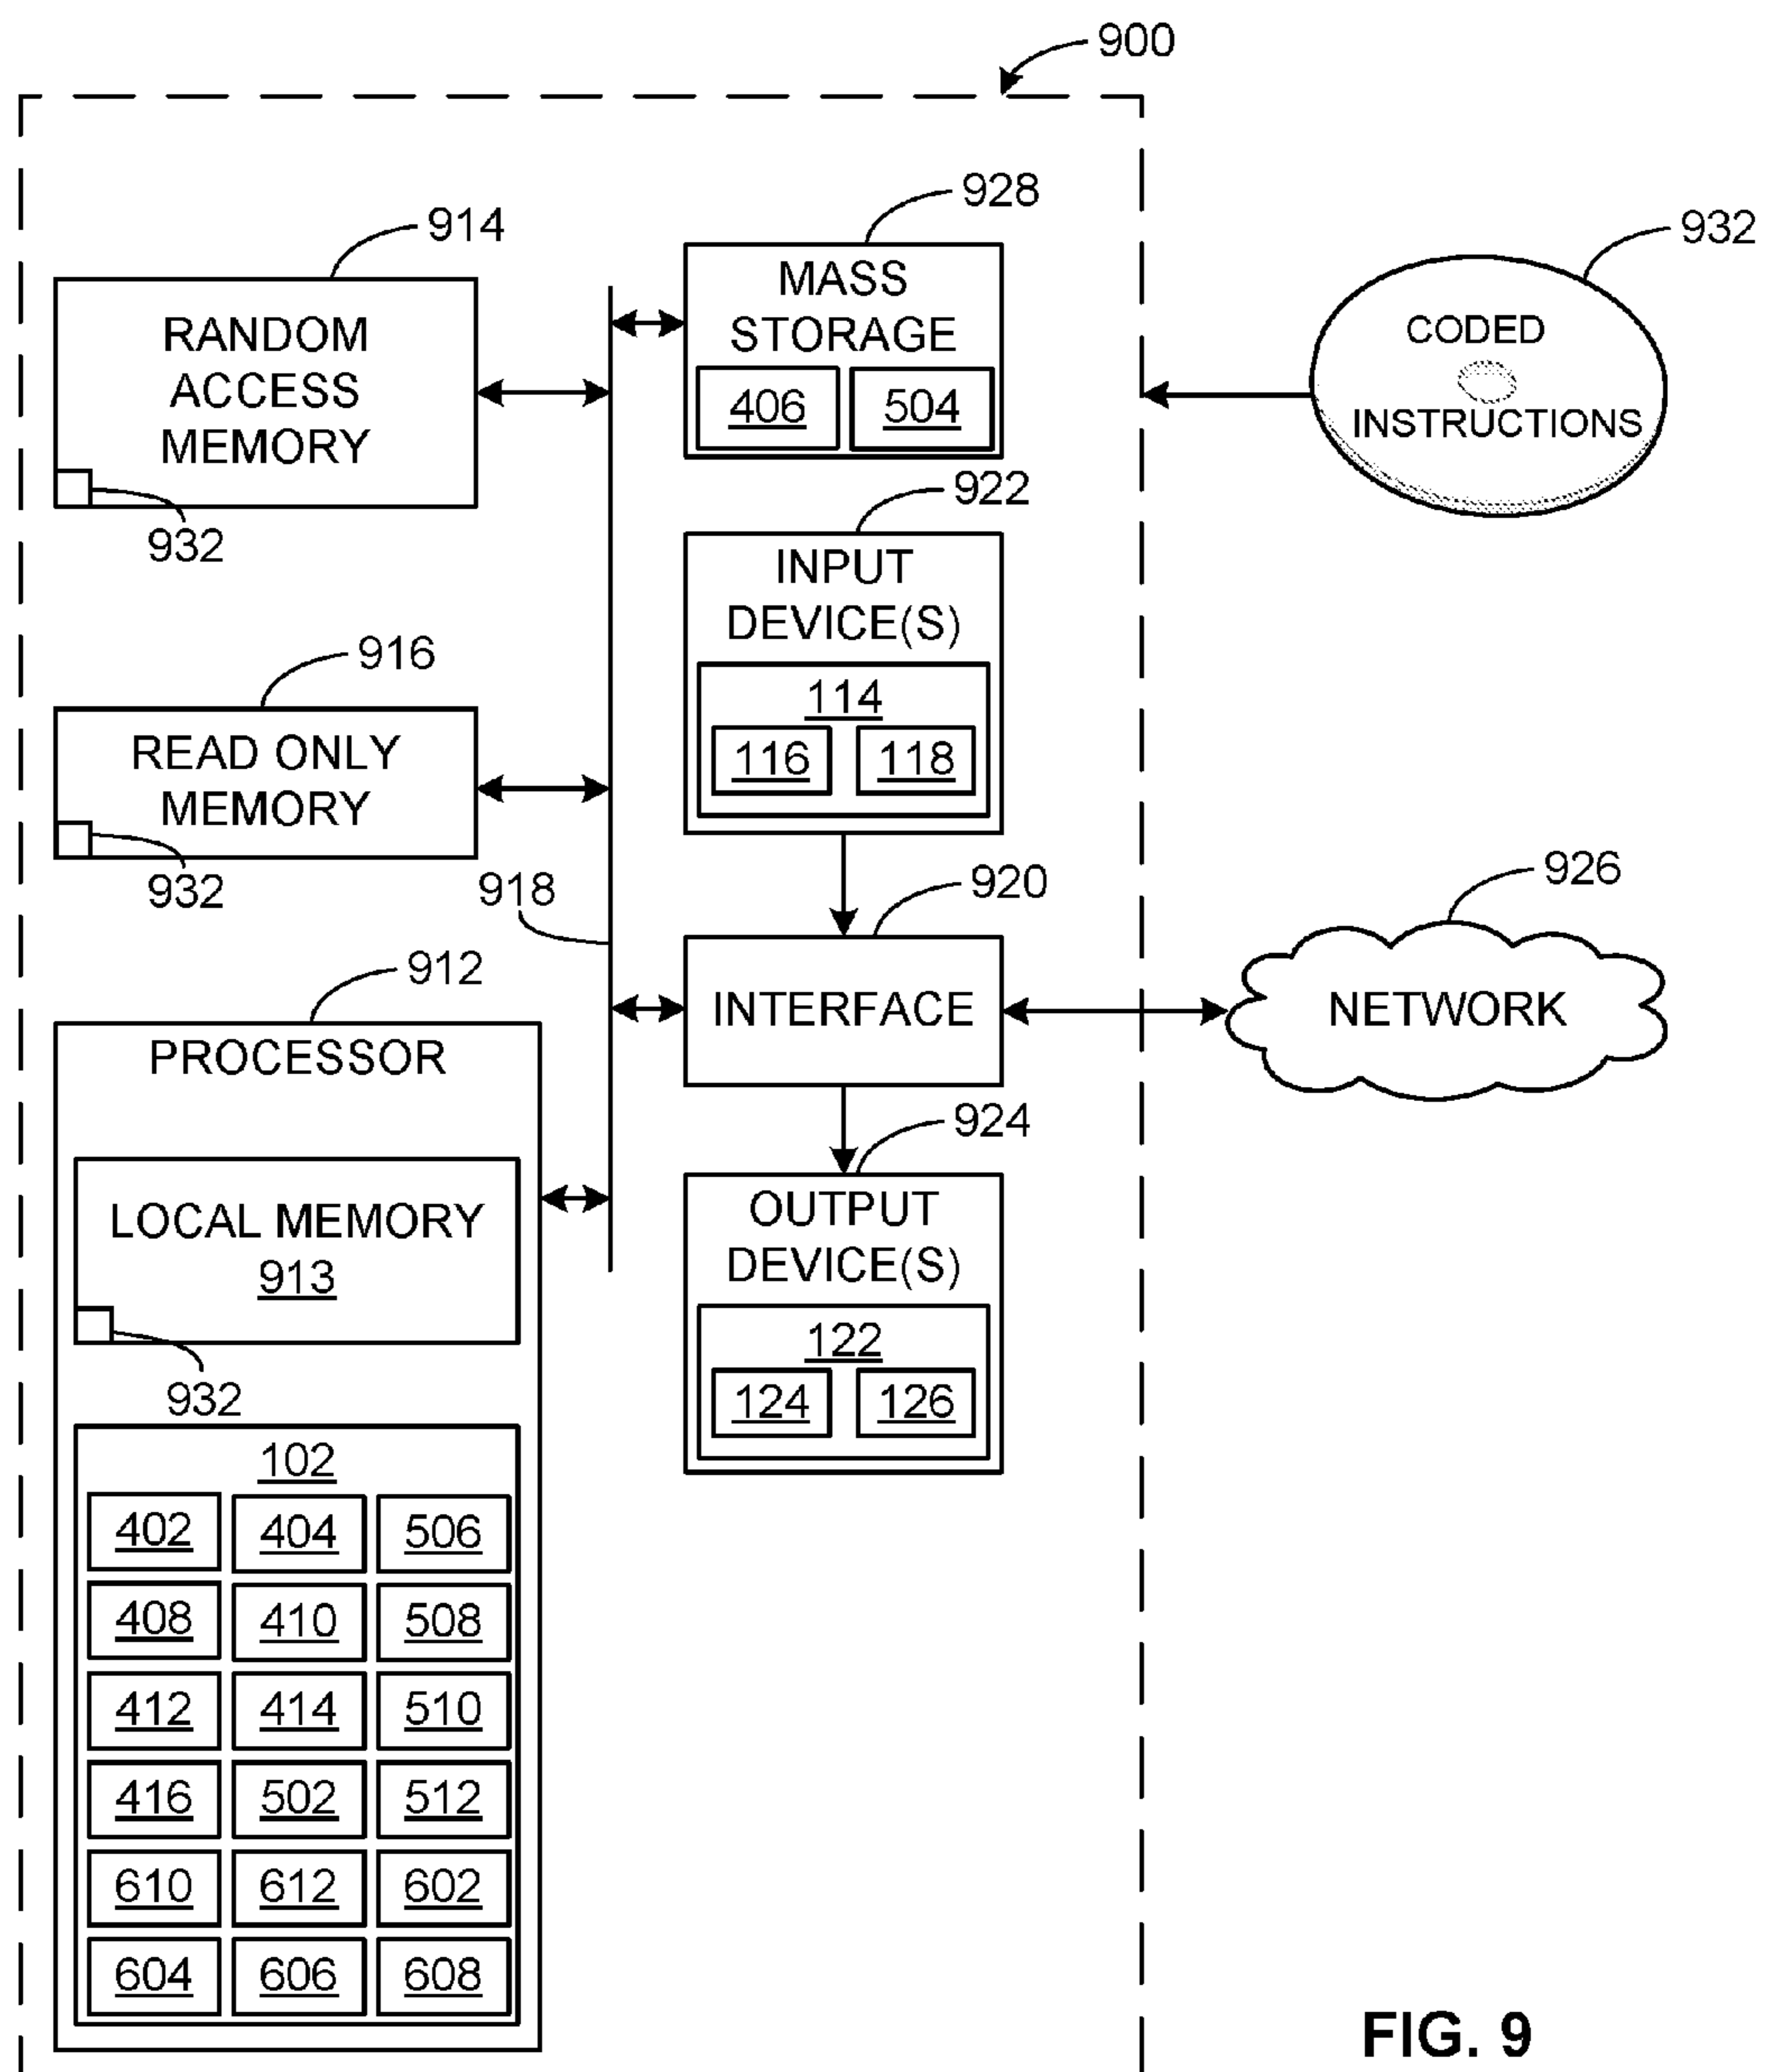 900
914
RANDOM
ACCESS
MEMORY
932
928
MASS
STORAGE
406 504
932
CODED
INSTRUCTIONS
922
INPUT
DEVICE(S)
114
116 118
916
READ ONLY
MEMORY
932
918
920
INTERFACE
926
NETWORK
912
PROCESSOR
LOCAL MEMORY
913
932
924
OUTPUT
DEVICE(S)
122
124 126
102
402 404 506
408 410 508
412 414 510
416 502 512
610 612 602
604 606 608
FIG. 9